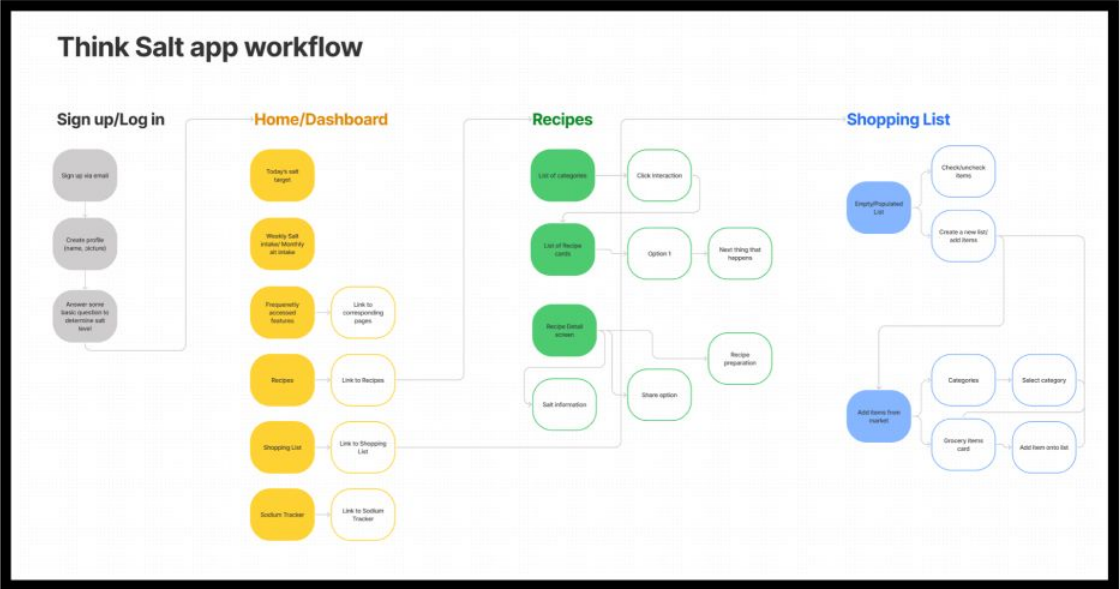 Think Salt app workflow
Sign up/Log in
Sign up via email
Create profile
(name, picture)
Answer some
basic question to
determine salt
level
Home/Dashboard
Today's salt
target
Weekly Salt
intake/ Monthly
alt intake
Frequenetly
accessed
features
Link to
corresponding
pages
Recipes
Link to Recipes
Shopping List
Link to Shopping
List
Sodium Tracker
Link to Sodium
Tracker
Recipes
List of categories
Click Interaction
List of Recipe
cards
Option 1
Next thing that
happens
Recipe Detail
screen
Recipe
preparation
Salt information
Share option
Shopping List
Empty/Populated
List
Check/uncheck
items
Create a new list/
add items
Add items from
market
Categories
Select category
Grocery items
card
Add item onto list